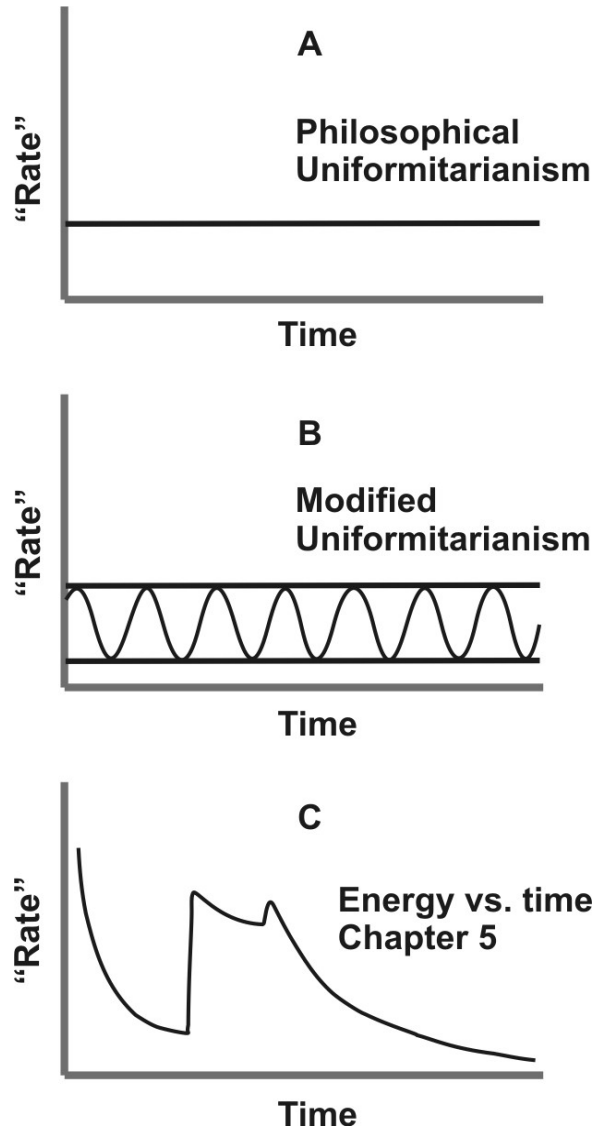 A
Philosophical
Uniformitarianism
“Rate”
Time
B
Modified
Uniformitarianism
“Rate”
Time
C
Energy vs. time
Chapter 5
“Rate”
Time